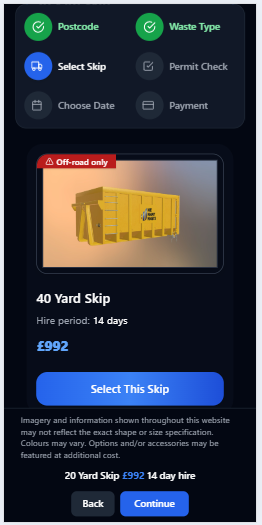 Postcode
Waste Type
Select Skip
Permit Check
Choose Date
Payment
Off-road only
40 Yard Skip
Hire period: 14 days
£992
Select This Skip
Imagery and information shown throughout this website
may not reflect the exact shape or size specification.
Colours may vary. Options and/or accessories may be
featured at additional cost.
20 Yard Skip £992 14 day hire
Back
Continue